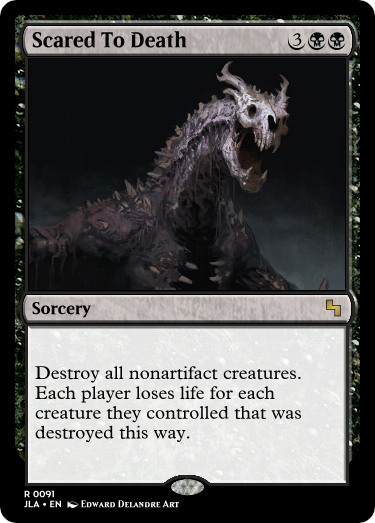 Scared To Death
3
Sorcery
Destroy all nonartifact creatures.
Each player loses life for each
creature they controlled that was
destroyed this way.
R 0091
JLA • EN Edward Delandre Art